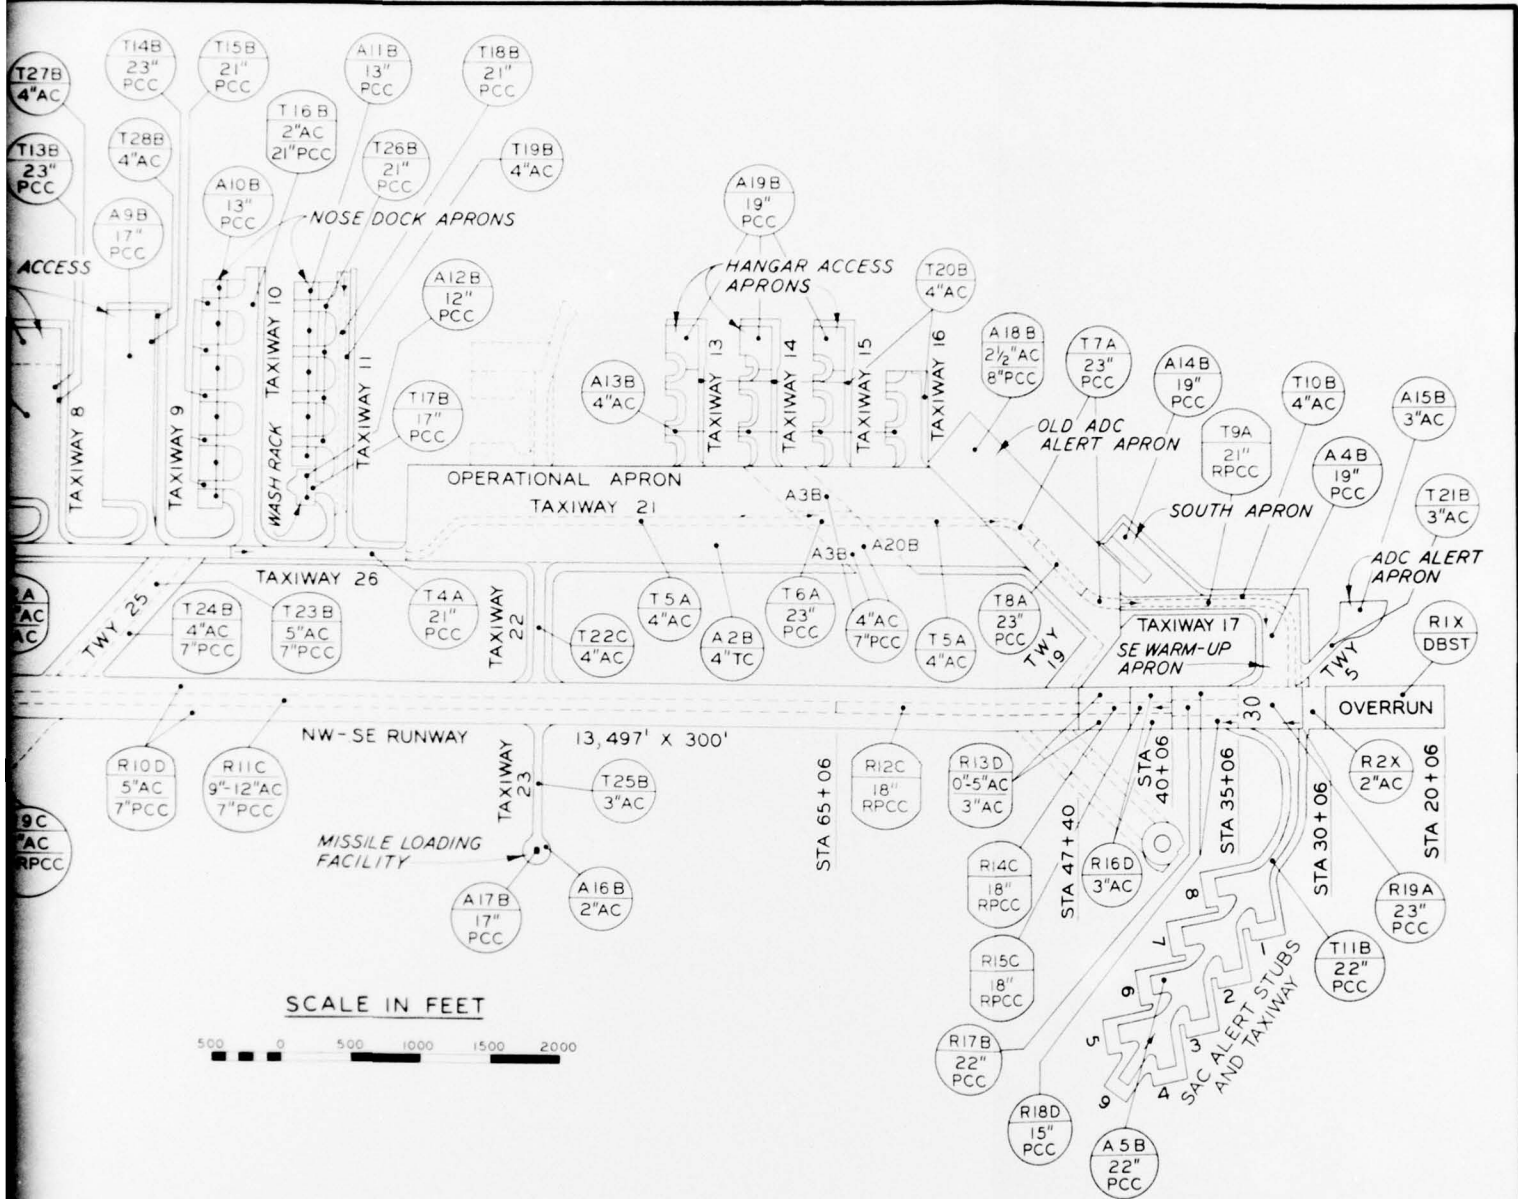 T27B
4"AC
T14B
23"
PCC
T15B
21"
PCC
A11B
13"
PCC
T18B
21"
PCC
T13B
23"
PCC
T28B
4"AC
T16B
2"AC
21"PCC
T26B
21"
PCC
T19B
4"AC
A9B
17"
PCC
A10B
13"
PCC
NOSE DOCK APRONS
ACCESS
A12B
12"
PCC
A19B
19"
PCC
HANGAR ACCESS
APRONS
T20B
4"AC
A18B
2½"AC
8"PCC
T7A
23"
PCC
A14B
19"
PCC
T10B
4"AC
A15B
3"AC
A13B
4"AC
T17B
17"
PCC
TAXIWAY 8
TAXIWAY 9
WASH RACK
TAXIWAY 10
TAXIWAY 11
TAXIWAY 13
TAXIWAY 14
TAXIWAY 15
TAXIWAY 16
OLD ADC
ALERT APRON
T9A
21"
RPCC
A4B
19"
PCC
T21B
3"AC
OPERATIONAL APRON
TAXIWAY 21
A3B
A3B
A20B
SOUTH APRON
ADC ALERT
APRON
TAXIWAY 26
TWY 25
T24B
4"AC
7"PCC
T23B
5"AC
7"PCC
T4A
21"
PCC
TAXIWAY
22
T22C
4"AC
T5A
4"AC
A2B
4"TC
T6A
23"
PCC
4"AC
7"PCC
T5A
4"AC
T8A
23"
PCC
TWY
19
TAXIWAY 17
SE WARM-UP
APRON
TWY
5
R1X
DBST
30
OVERRUN
NW-SE RUNWAY
13,497' X 300'
R10D
5"AC
7"PCC
R11C
9"-12"AC
7"PCC
TAXIWAY
23
T25B
3"AC
STA 65+06
R12C
18"
RPCC
R13D
0"-5"AC
3"AC
STA 47+40
STA
40+06
STA 35+06
STA 30+06
R2X
2"AC
STA 20+06
9C
"AC
RPCC
MISSILE LOADING
FACILITY
A17B
17"
PCC
A16B
2"AC
R14C
18"
RPCC
R16D
3"AC
R19A
23"
PCC
R15C
18"
RPCC
T11B
22"
PCC
8
7
6
5
9
4
3
2
1
SAC ALERT STUBS
AND TAXIWAY
R17B
22"
PCC
R18D
15"
PCC
A5B
22"
PCC
SCALE IN FEET
500 0 500 1000 1500 2000